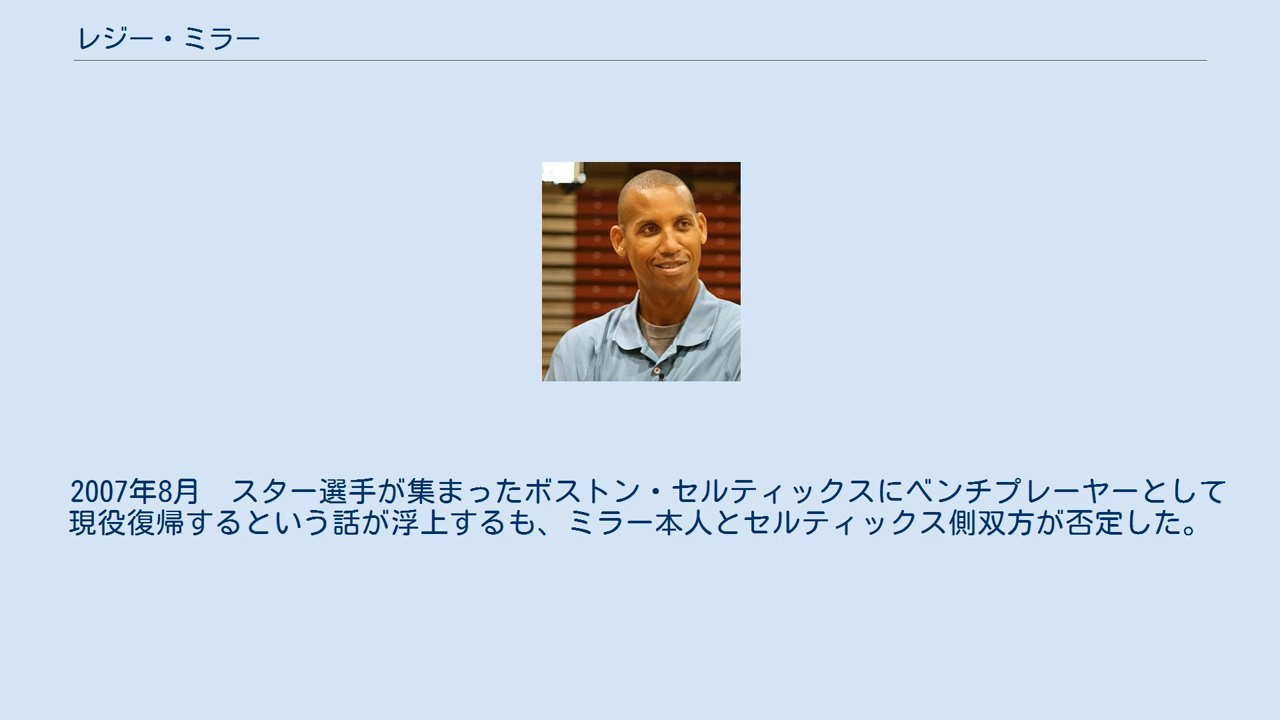 レジー・ミラー
2007年8月　スター選手が集まったボストン・セルティックスにベンチプレーヤーとして
現役復帰するという話が浮上するも、ミラー本人とセルティックス側双方が否定した。